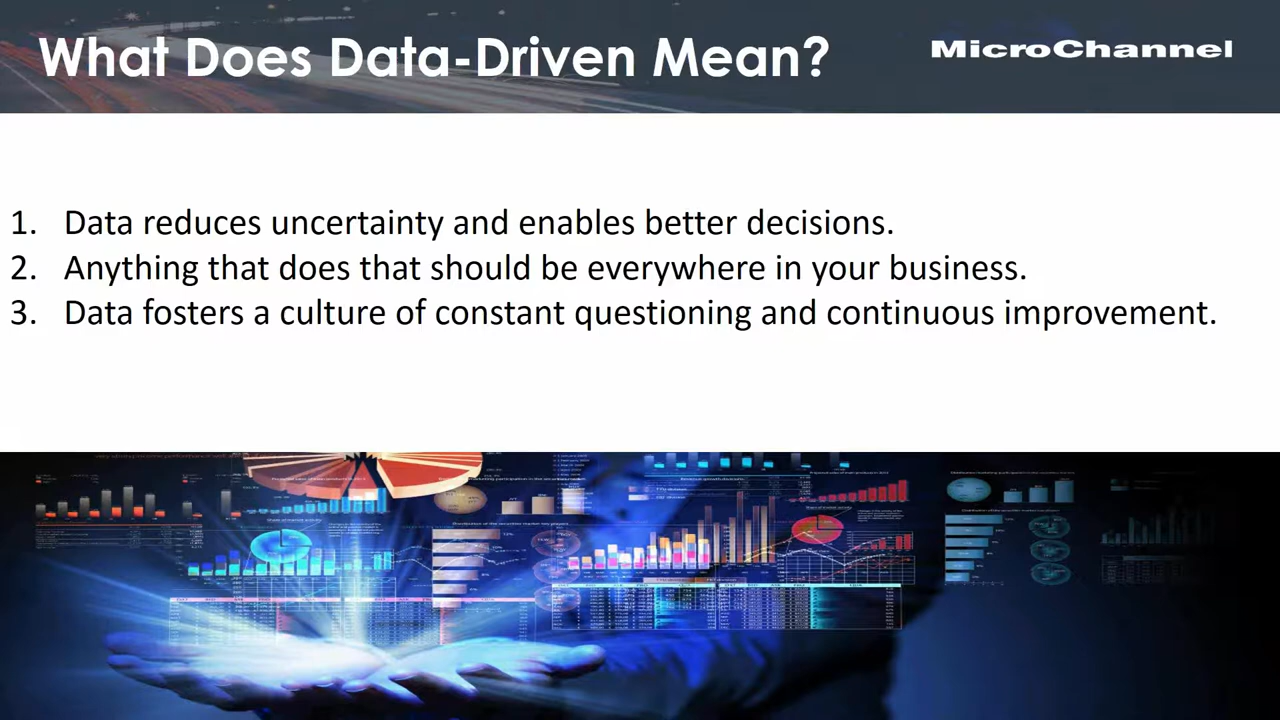 What Does Data-Driven Mean?
MicroChannel
1. Data reduces uncertainty and enables better decisions.
2. Anything that does that should be everywhere in your business.
3. Data fosters a culture of constant questioning and continuous improvement.